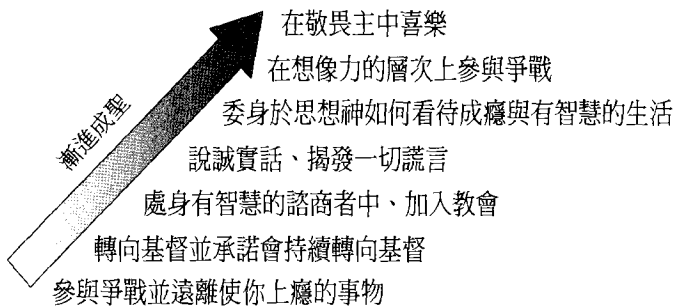 在敬畏主中喜樂
在想像力的層次上參與爭戰
委身於思想神如何看待成癮與有智慧的生活
說誠實話、揭發一切謊言
處身有智慧的諮商者中、加入教會
轉向基督並承諾會持續轉向基督
參與爭戰並遠離使你上癮的事物
漸進成聖